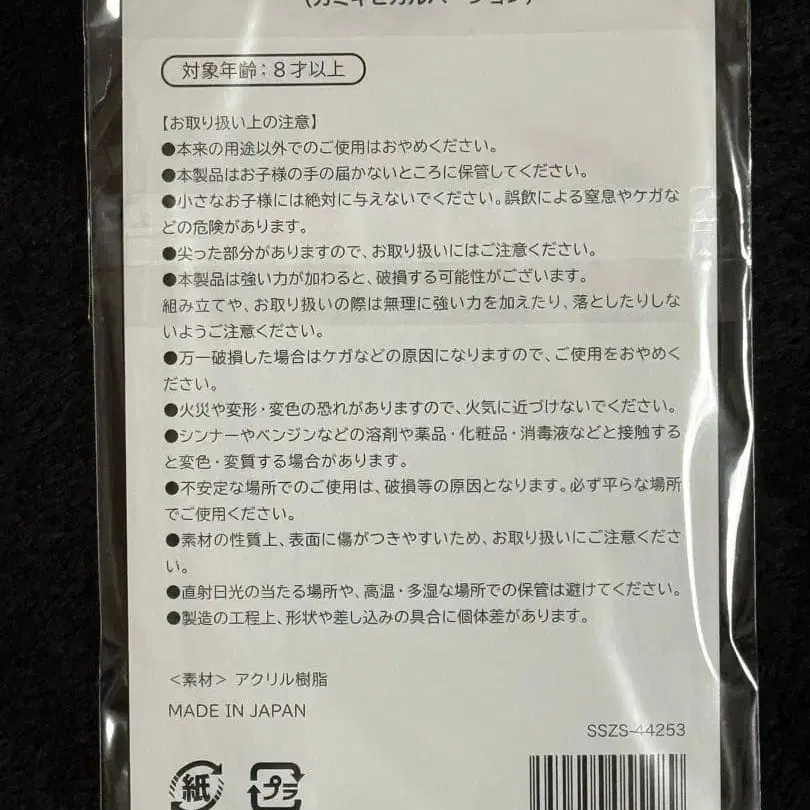 (カミキヒカルバージョン)
対象年齢：8才以上
【お取り扱い上の注意】
●本来の用途以外でのご使用はおやめください。
●本製品はお子様の手の届かないところに保管してください。
●小さなお子様には絶対に与えないでください。誤飲による窒息やケガな
どの危険があります。
●尖った部分がありますので、お取り扱いにはご注意ください。
●本製品は強い力が加わると、破損する可能性がございます。
組み立てや、お取り扱いの際は無理に強い力を加えたり、落としたりしな
いようご注意ください。
●万一破損した場合はケガなどの原因になりますので、ご使用をおやめく
ださい。
●火災や変形・変色の恐れがありますので、火気に近づけないでください。
●シンナーやベンジンなどの溶剤や薬品・化粧品・消毒液などと接触する
と変色・変質する場合があります。
●不安定な場所でのご使用は、破損等の原因となります。必ず平らな場所
でご使用ください。
●素材の性質上、表面に傷がつきやすいため、お取り扱いにご注意くださ
い。
●直射日光の当たる場所や、高温・多湿な場所での保管は避けてください。
●製造の工程上、形状や差し込みの具合に個体差があります。
＜素材＞ アクリル樹脂
MADE IN JAPAN
SSZS-44253
紙
プラ